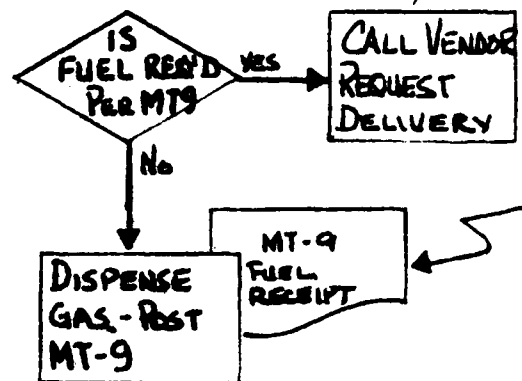 IS
FUEL REQ'D
PER MT9
YES
CALL VENDOR
REQUEST
DELIVERY
No
MT-9
FUEL
RECEIPT
DISPENSE
GAS-POST
MT-9